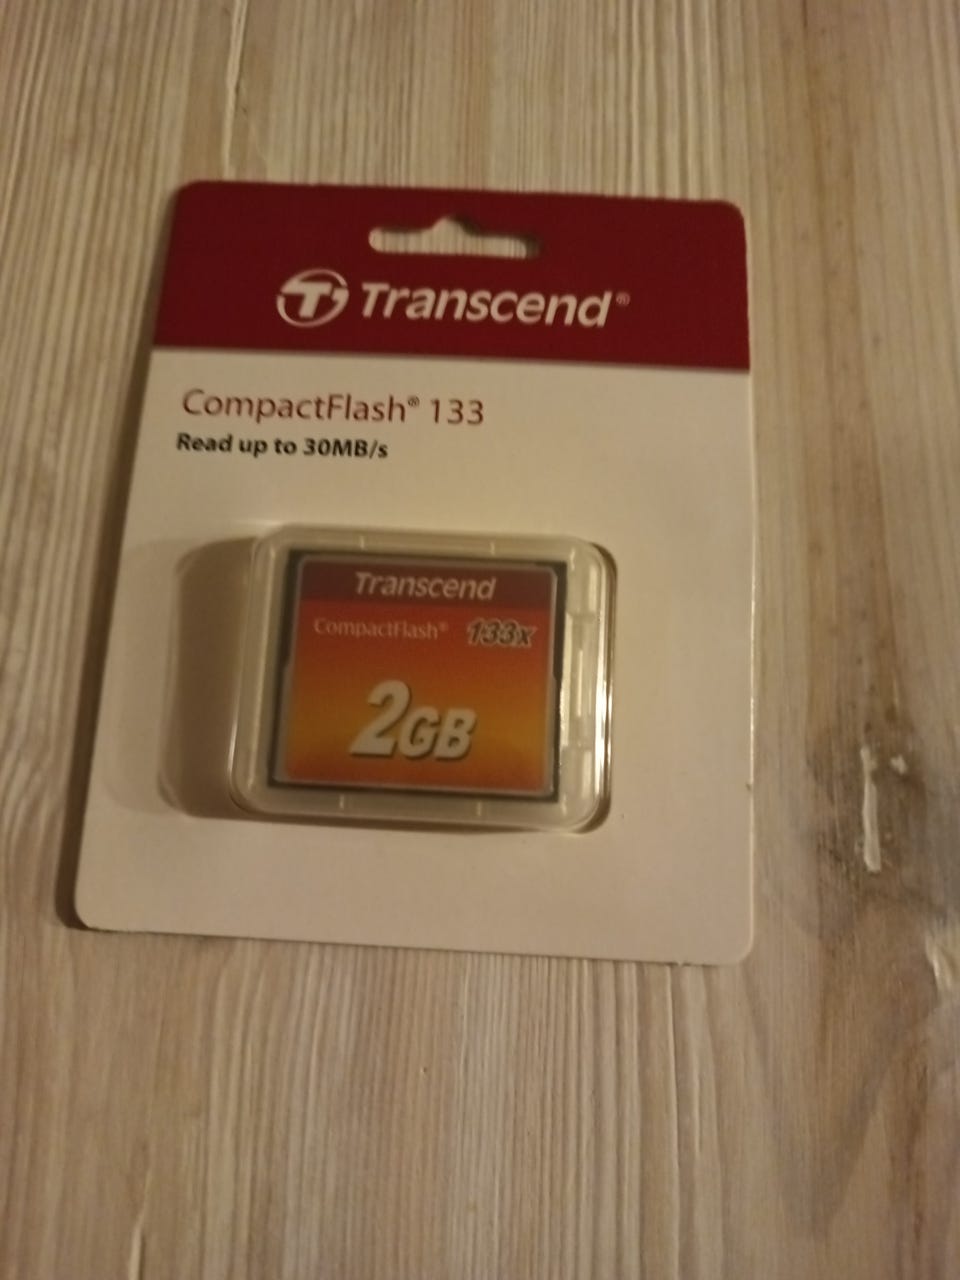 Transcend®
CompactFlash® 133
Read up to 30MB/s
Transcend
CompactFlash® 133x
2GB